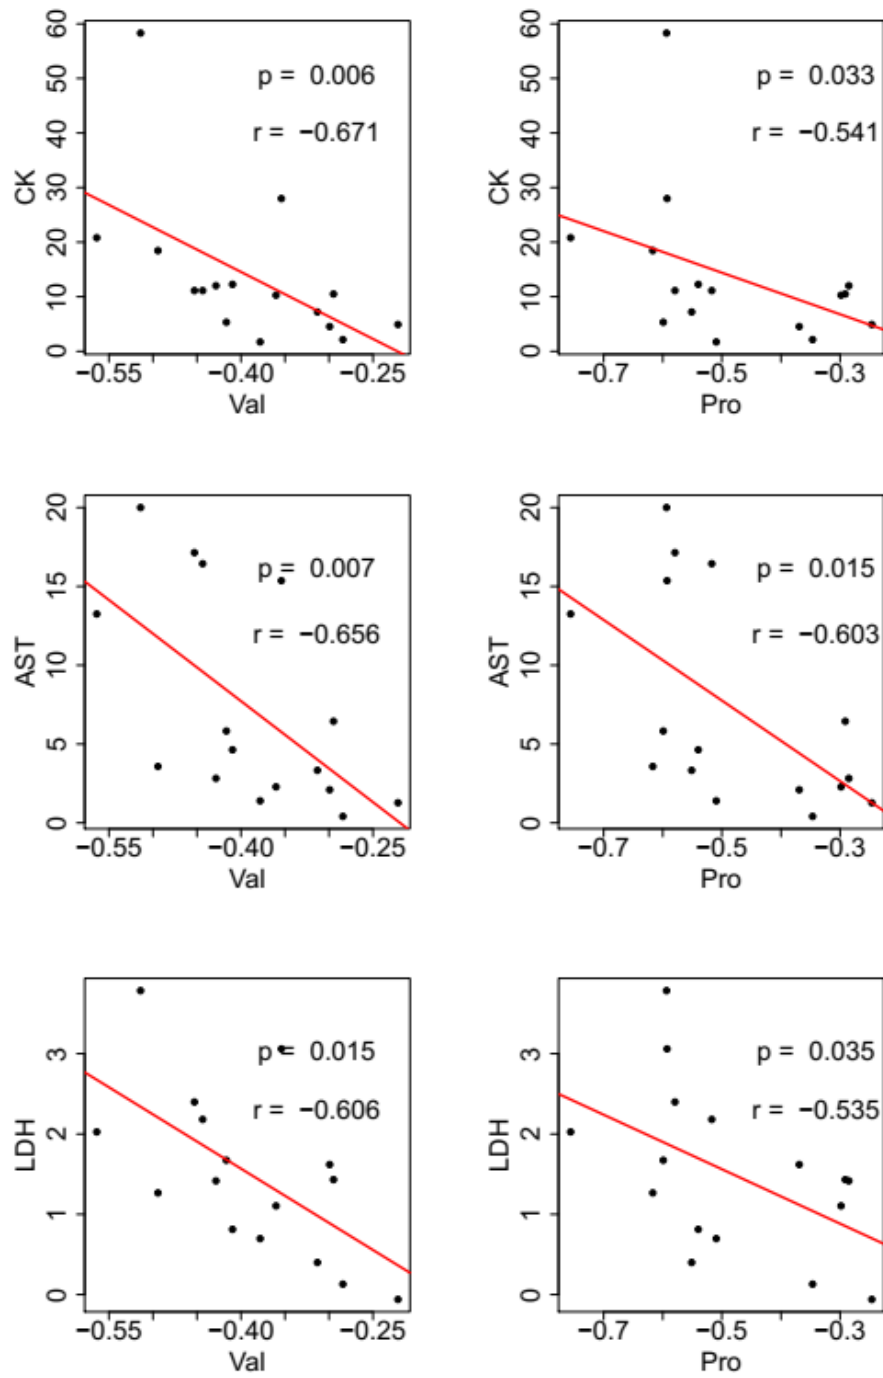 CK
60
50
40
30
20
10
0
p = 0.006
r = −0.671
−0.55 −0.40 −0.25
Val
CK
60
50
40
30
20
10
0
p = 0.033
r = −0.541
−0.7 −0.5 −0.3
Pro
AST
20
15
10
5
0
p = 0.007
r = −0.656
−0.55 −0.40 −0.25
Val
AST
20
15
10
5
0
p = 0.015
r = −0.603
−0.7 −0.5 −0.3
Pro
LDH
3
2
1
0
p = 0.015
r = −0.606
−0.55 −0.40 −0.25
Val
LDH
3
2
1
0
p = 0.035
r = −0.535
−0.7 −0.5 −0.3
Pro